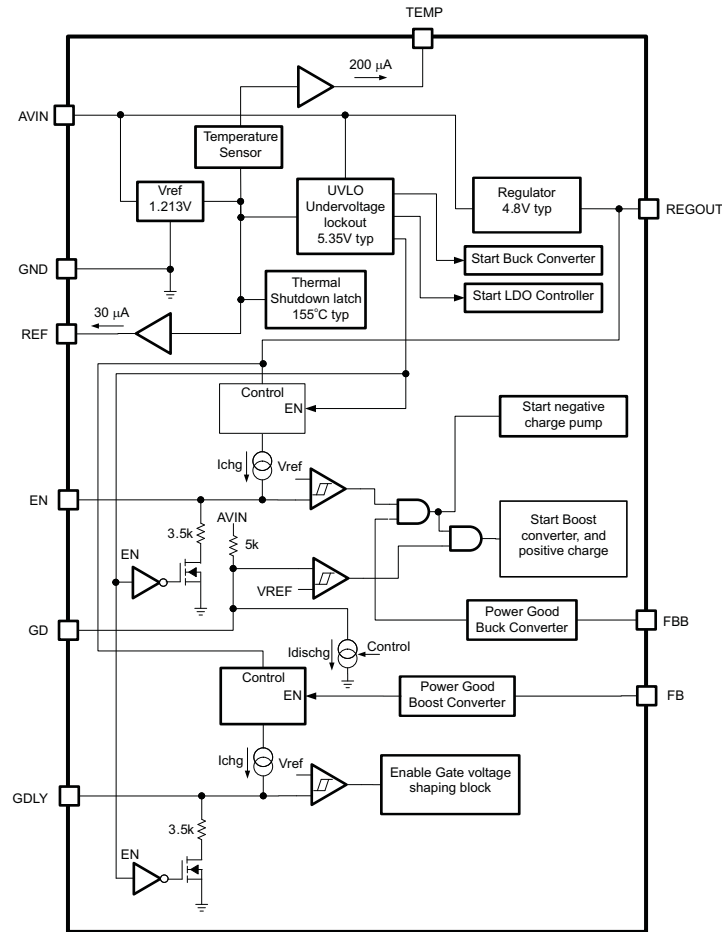 TEMP
200 µA
AVIN
Temperature
Sensor
Vref
1.213V
UVLO
Undervoltage
lockout
5.35V typ
Regulator
4.8V typ
REGOUT
Start Buck Converter
GND
Start LDO Controller
Thermal
Shutdown latch
155°C typ
30 µA
REF
Control
EN
Start negative
charge pump
Ichg
Vref
EN
AVIN
3.5k
5k
Start Boost
converter, and
positive charge
EN
VREF
GD
Power Good
Buck Converter
FBB
Idischg
Control
Control
EN
Power Good
Boost Converter
FB
Ichg
Vref
Enable Gate voltage
shaping block
GDLY
3.5k
EN